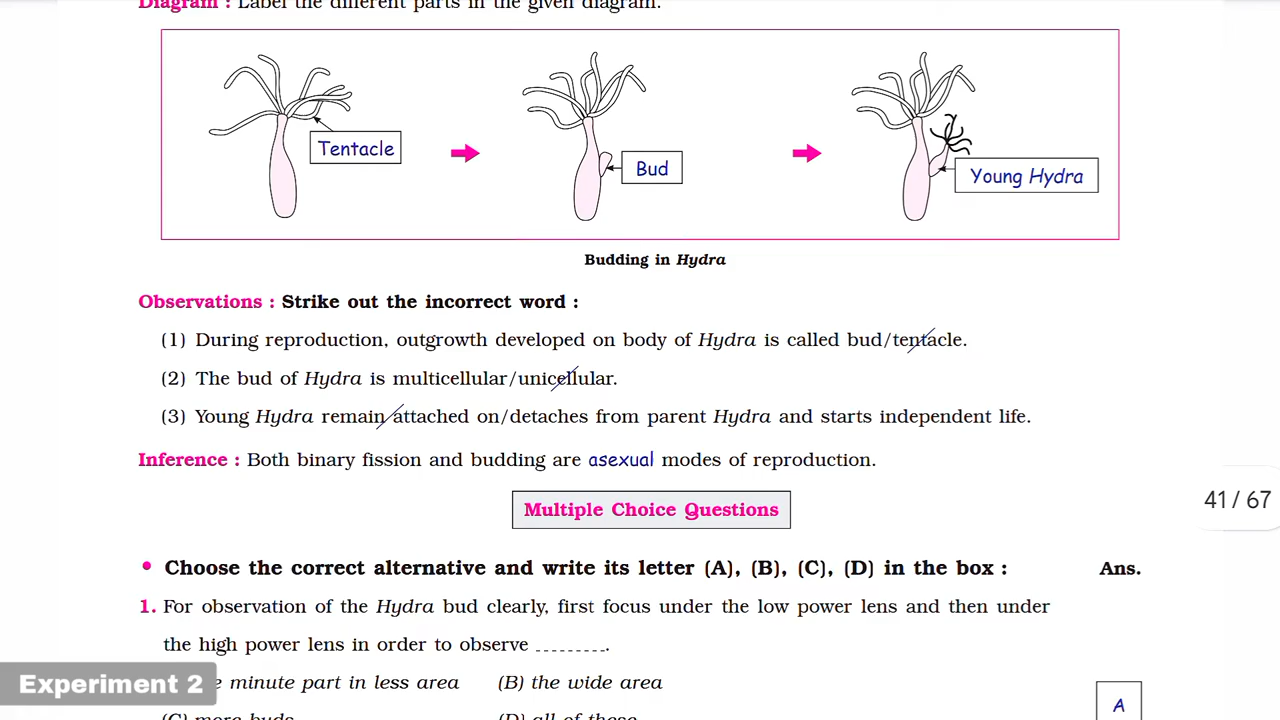 Diagram : Label the different parts in the given diagram.
Tentacle
Bud
Young Hydra
Budding in Hydra
Observations : Strike out the incorrect word :
(1) During reproduction, outgrowth developed on body of Hydra is called bud/tentacle.
(2) The bud of Hydra is multicellular/unicellular.
(3) Young Hydra remain attached on/detaches from parent Hydra and starts independent life.
Inference : Both binary fission and budding are asexual modes of reproduction.
41 / 67
Multiple Choice Questions
• Choose the correct alternative and write its letter (A), (B), (C), (D) in the box : Ans.
1. For observation of the Hydra bud clearly, first focus under the low power lens and then under
the high power lens in order to observe _________.
minute part in less area (B) the wide area
A
(C) more buds (D) all of these
Experiment 2